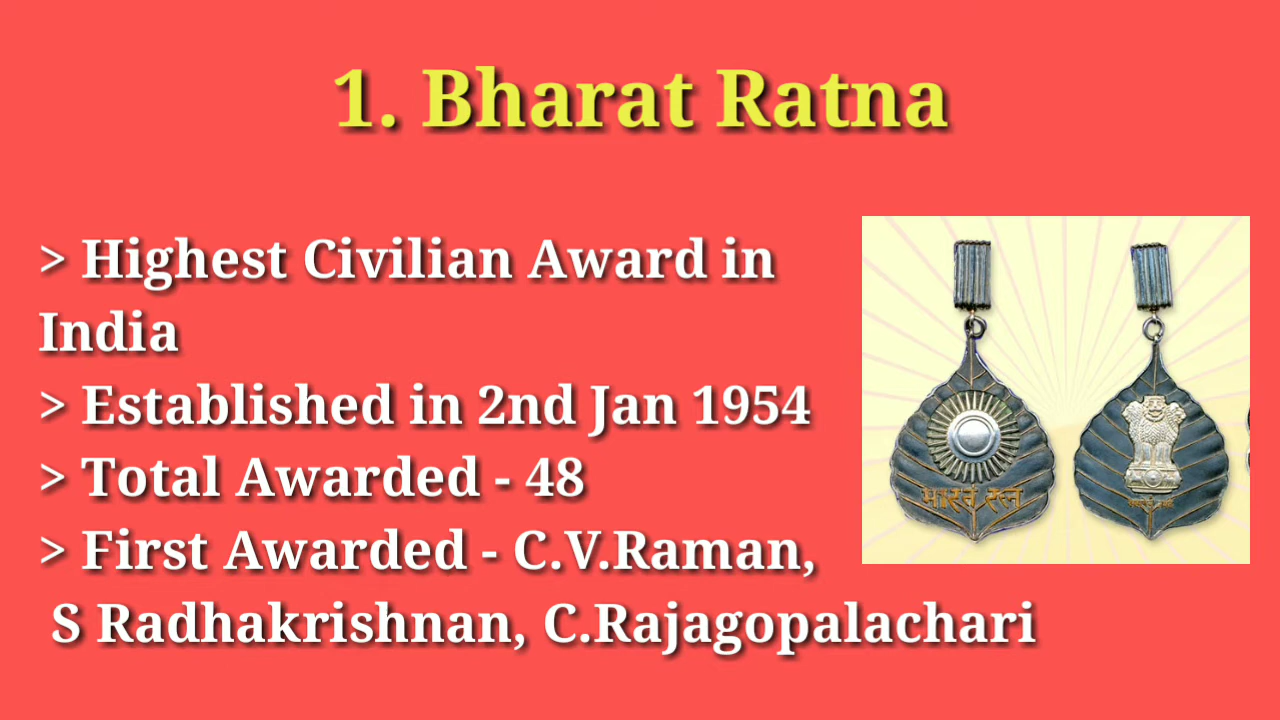 1. Bharat Ratna
> Highest Civilian Award in
India
> Established in 2nd Jan 1954
> Total Awarded - 48
> First Awarded - C.V.Raman,
S Radhakrishnan, C.Rajagopalachari
भारत रत्न